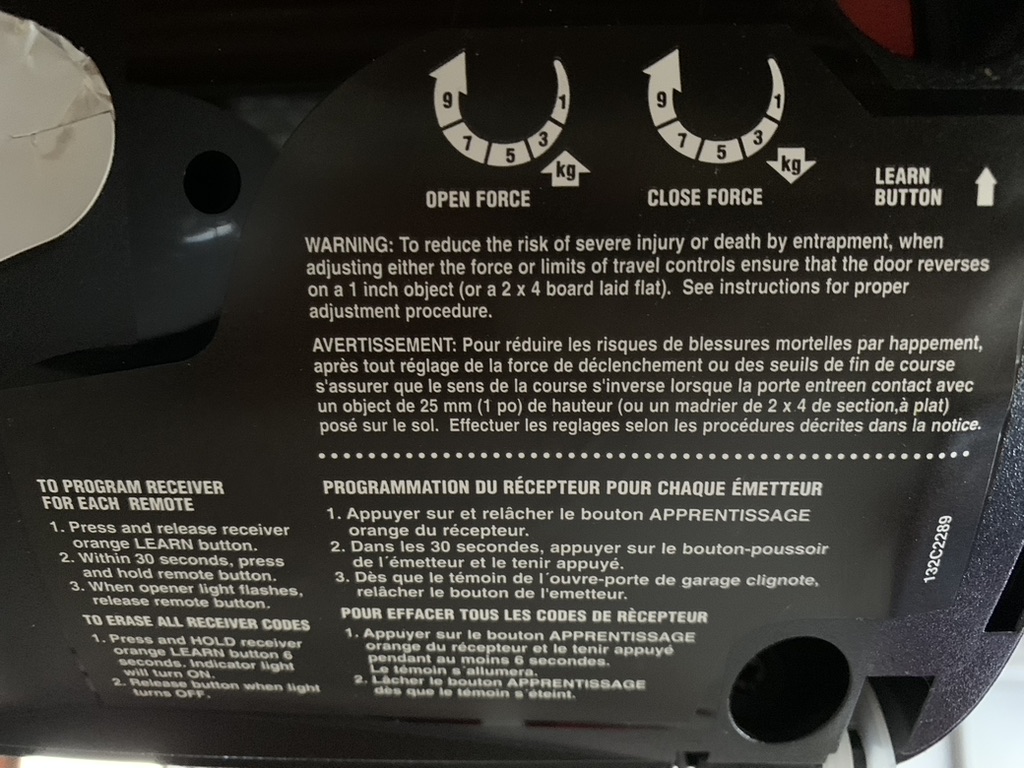 9 7 5 3 1
kg
OPEN FORCE
9 7 5 3 1
kg
CLOSE FORCE
LEARN
BUTTON
WARNING: To reduce the risk of severe injury or death by entrapment, when
adjusting either the force or limits of travel controls ensure that the door reverses
on a 1 inch object (or a 2 x 4 board laid flat).  See instructions for proper
adjustment procedure.
AVERTISSEMENT: Pour réduire les risques de blessures mortelles par happement,
après tout réglage de la force de déclenchement ou des seuils de fin de course
s'assurer que le sens de la course s'inverse lorsque la porte entreen contact avec
un object de 25 mm (1 po) de hauteur (ou un madrier de 2 x 4 de section,à plat)
posé sur le sol.  Effectuer les reglages selon les procédures décrites dans la notice.
TO PROGRAM RECEIVER
FOR EACH REMOTE
1. Press and release receiver
orange LEARN button.
2. Within 30 seconds, press
and hold remote button.
3. When opener light flashes,
release remote button.
TO ERASE ALL RECEIVER CODES
1. Press and HOLD receiver
orange LEARN button 6
seconds. Indicator light
will turn ON.
2. Release button when light
turns OFF.
PROGRAMMATION DU RÉCEPTEUR POUR CHAQUE ÉMETTEUR
1. Appuyer sur et relâcher le bouton APPRENTISSAGE
orange du récepteur.
2. Dans les 30 secondes, appuyer sur le bouton-poussoir
de l'émetteur et le tenir appuyé.
3. Dès que le témoin de l'ouvre-porte de garage clignote,
relâcher le bouton de l'emetteur.
POUR EFFACER TOUS LES CODES DE RÈCEPTEUR
1. Appuyer sur le bouton APPRENTISSAGE
orange du récepteur et le tenir appuyé
pendant au moins 6 secondes.
Le témoin s'allumera.
2. Lâcher le bouton APPRENTISSAGE
dès que le témoin s'éteint.
132C2289